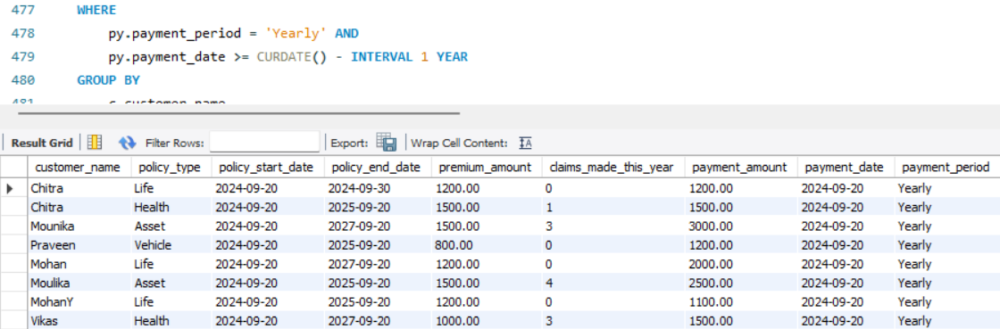 477 WHERE
478 py.payment_period = 'Yearly' AND
479 py.payment_date >= CURDATE() - INTERVAL 1 YEAR
480 GROUP BY
481 c.customer_name
Result Grid Filter Rows: Export: Wrap Cell Content:
customer_name policy_type policy_start_date policy_end_date premium_amount claims_made_this_year payment_amount payment_date payment_period
Chitra Life 2024-09-20 2024-09-30 1200.00 0 1200.00 2024-09-20 Yearly
Chitra Health 2024-09-20 2025-09-20 1500.00 1 1500.00 2024-09-20 Yearly
Mounika Asset 2024-09-20 2027-09-20 1500.00 3 3000.00 2024-09-20 Yearly
Praveen Vehicle 2024-09-20 2025-09-20 800.00 0 1200.00 2024-09-20 Yearly
Mohan Life 2024-09-20 2027-09-20 1200.00 0 2000.00 2024-09-20 Yearly
Moulika Asset 2024-09-20 2025-09-20 1500.00 4 2500.00 2024-09-20 Yearly
MohanY Life 2024-09-20 2025-09-20 1200.00 0 1100.00 2024-09-20 Yearly
Vikas Health 2024-09-20 2027-09-20 1000.00 3 1500.00 2024-09-20 Yearly